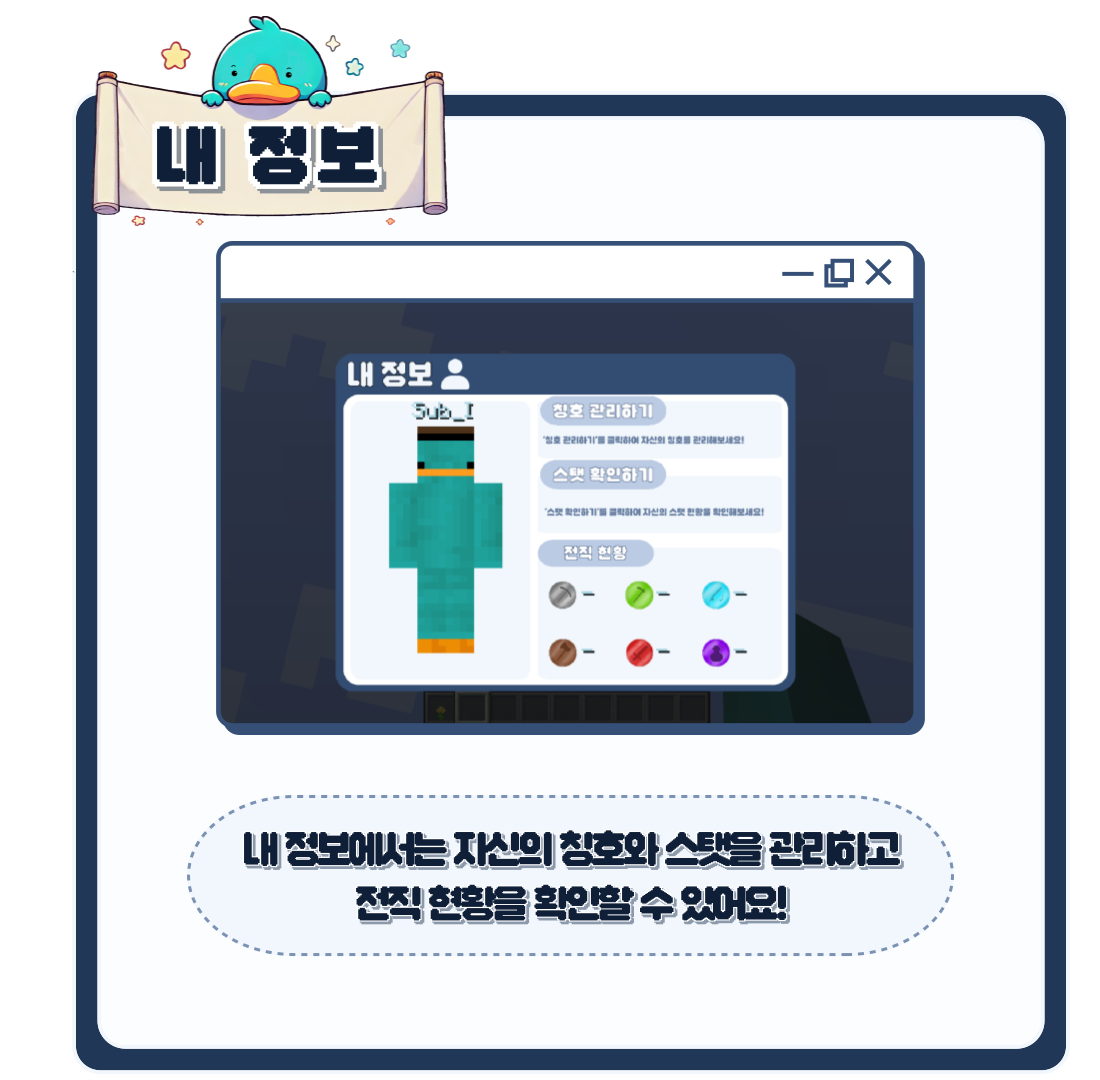 내 정보
내 정보
Sub_I
칭호 관리하기
'칭호 관리하기'를 클릭하여 자신의 칭호를 관리해보세요!
스탯 확인하기
'스탯 확인하기'를 클릭하여 자신의 스탯 현황을 확인해보세요!
전직 현황
- - -
- - -
내 정보에서는 자신의 칭호와 스탯을 관리하고
전직 현황을 확인할 수 있어요!